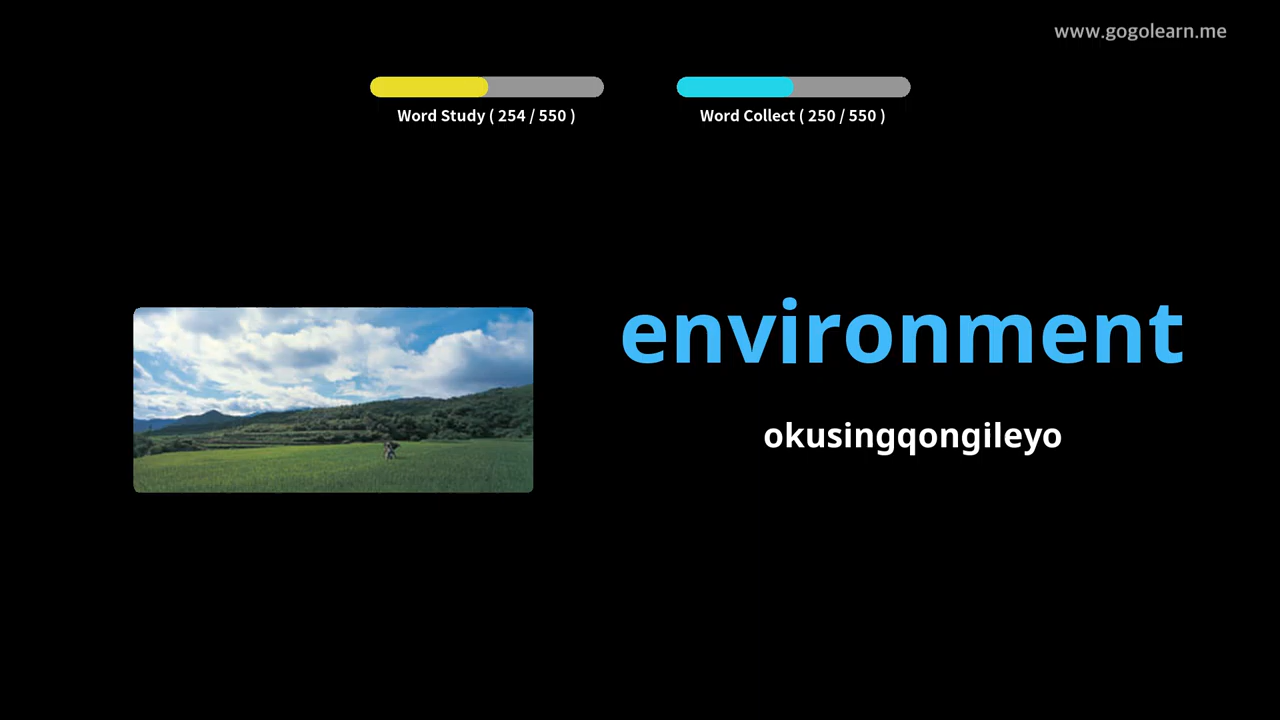 www.gogolearn.me
Word Study ( 254 / 550 )
Word Collect ( 250 / 550 )
environment
okusingqongileyo